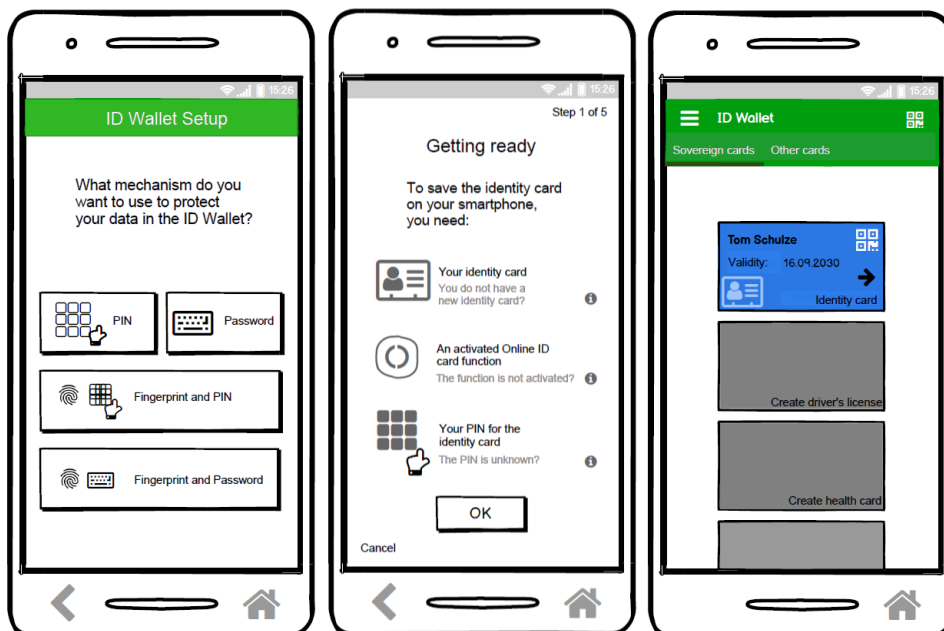 15:26
ID Wallet Setup
What mechanism do you
want to use to protect
your data in the ID Wallet?
PIN
Password
Fingerprint and PIN
Fingerprint and Password
15:26
Step 1 of 5
Getting ready
To save the identity card
on your smartphone,
you need:
Your identity card
You do not have a
new identity card?
An activated Online ID
card function
The function is not activated?
Your PIN for the
identity card
The PIN is unknown?
OK
Cancel
15:26
ID Wallet
Sovereign cards Other cards
Tom Schulze
Validity: 16.09.2030
Identity card
Create driver's license
Create health card